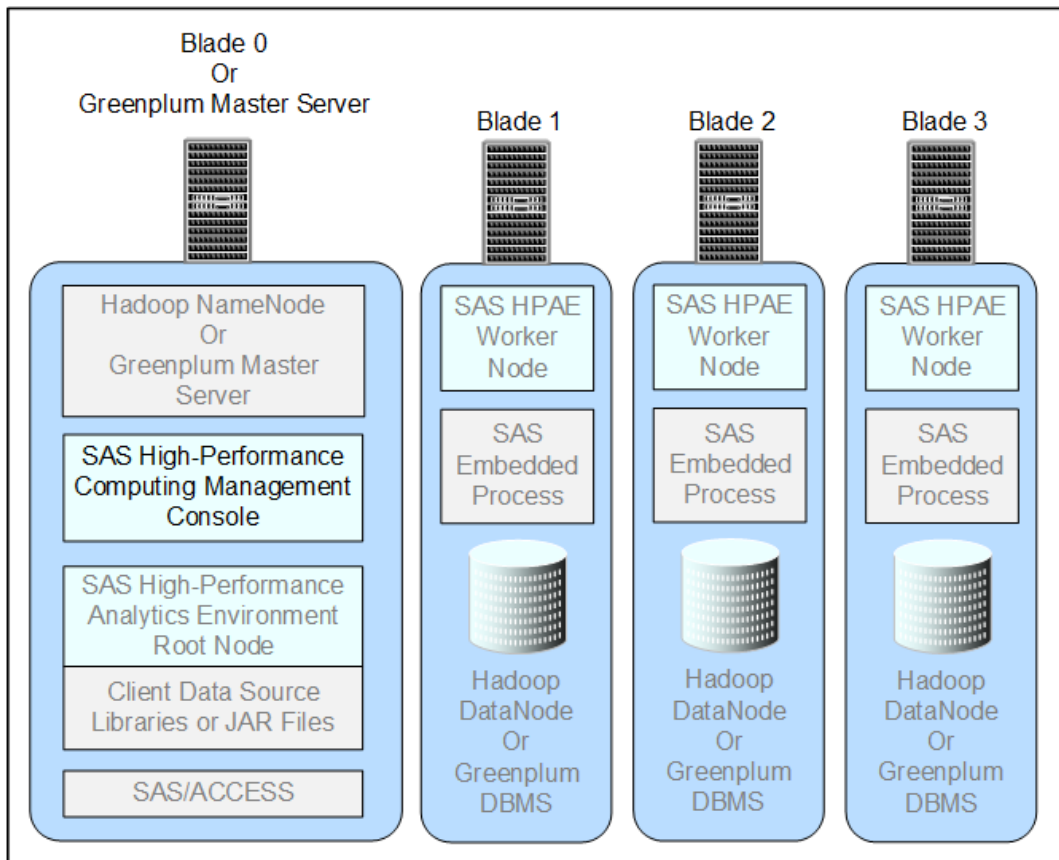 Blade 0
Or
Greenplum Master Server
Blade 1
Blade 2
Blade 3
Hadoop NameNode
Or
Greenplum Master
Server
SAS High-Performance
Computing Management
Console
SAS High-Performance
Analytics Environment
Root Node
Client Data Source
Libraries or JAR Files
SAS/ACCESS
SAS HPAE
Worker
Node
SAS
Embedded
Process
Hadoop
DataNode
Or
Greenplum
DBMS
SAS HPAE
Worker
Node
SAS
Embedded
Process
Hadoop
DataNode
Or
Greenplum
DBMS
SAS HPAE
Worker
Node
SAS
Embedded
Process
Hadoop
DataNode
Or
Greenplum
DBMS